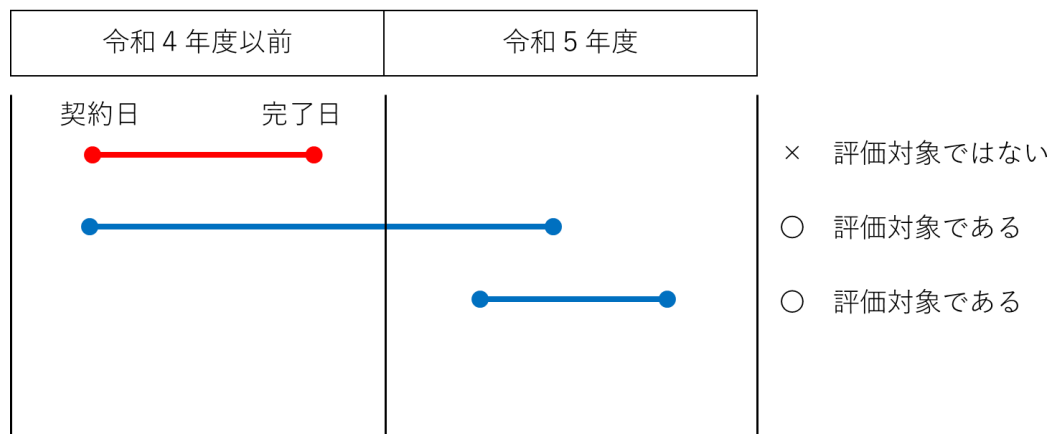 令和４年度以前
令和５年度
契約日
完了日
× 評価対象ではない
○ 評価対象である
○ 評価対象である